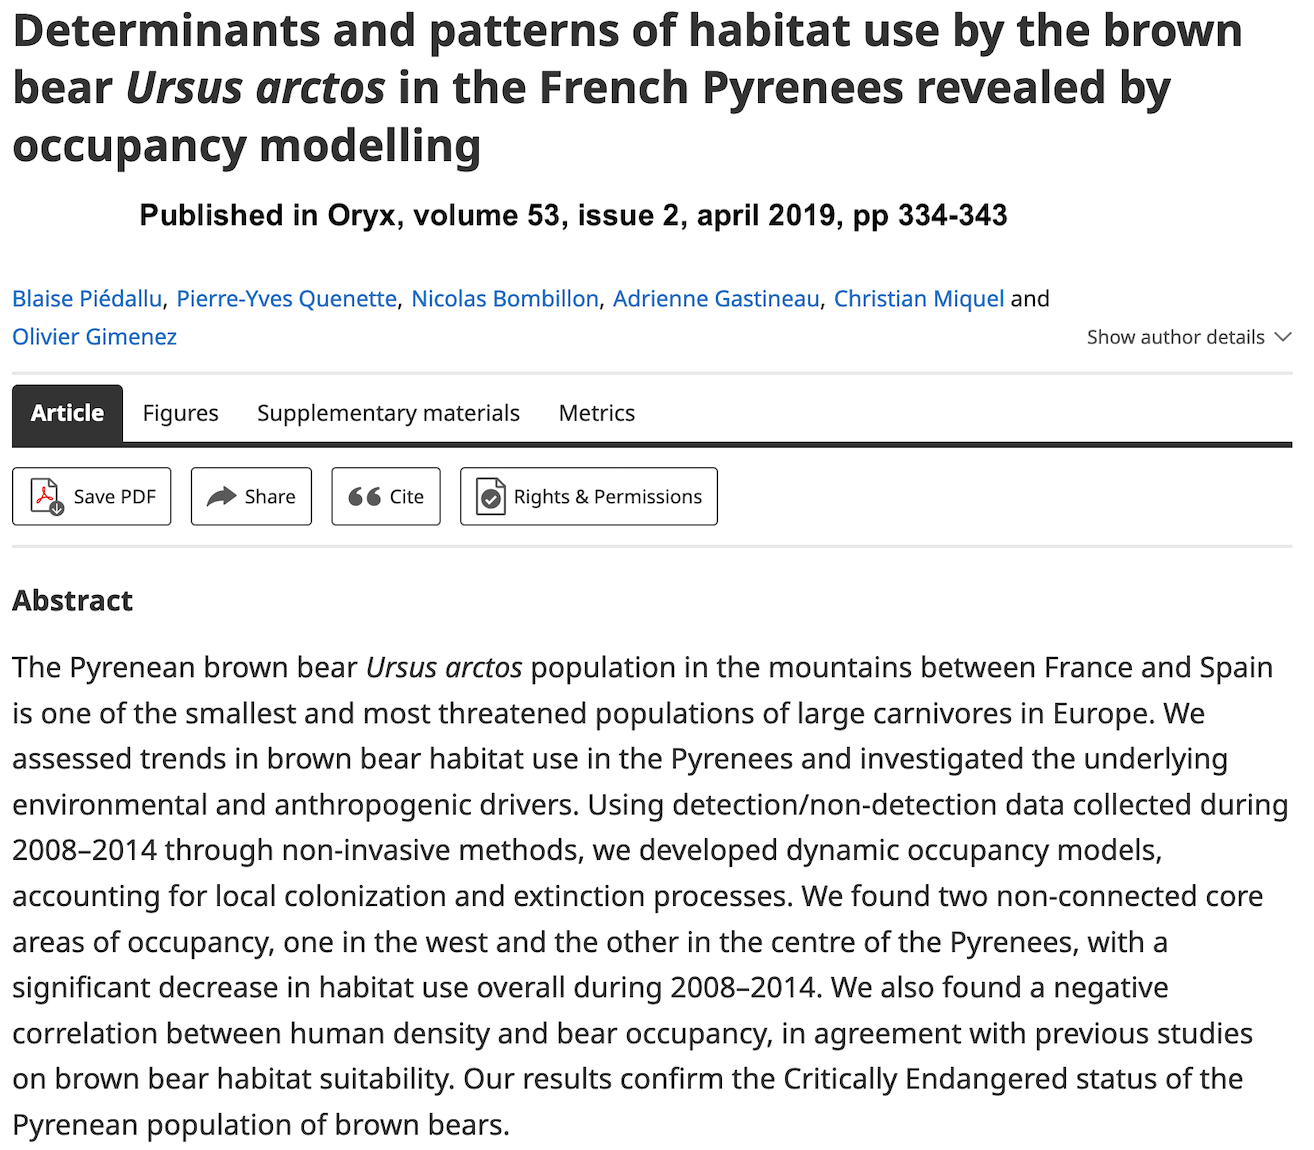 Determinants and patterns of habitat use by the brown
bear Ursus arctos in the French Pyrenees revealed by
occupancy modelling
Published in Oryx, volume 53, issue 2, april 2019, pp 334-343
Blaise Piédallu, Pierre-Yves Quenette, Nicolas Bombillon, Adrienne Gastineau, Christian Miquel and
Olivier Gimenez
Show author details
Article Figures Supplementary materials Metrics
Save PDF Share Cite Rights & Permissions
Abstract
The Pyrenean brown bear Ursus arctos population in the mountains between France and Spain
is one of the smallest and most threatened populations of large carnivores in Europe. We
assessed trends in brown bear habitat use in the Pyrenees and investigated the underlying
environmental and anthropogenic drivers. Using detection/non-detection data collected during
2008–2014 through non-invasive methods, we developed dynamic occupancy models,
accounting for local colonization and extinction processes. We found two non-connected core
areas of occupancy, one in the west and the other in the centre of the Pyrenees, with a
significant decrease in habitat use overall during 2008–2014. We also found a negative
correlation between human density and bear occupancy, in agreement with previous studies
on brown bear habitat suitability. Our results confirm the Critically Endangered status of the
Pyrenean population of brown bears.